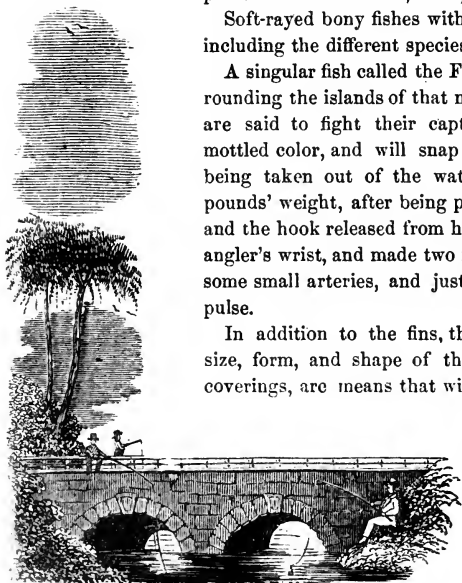 Soft-rayed bony fishes with
including the different species
A singular fish called the F
rounding the islands of that n
are said to fight their capt
mottled color, and will snap
being taken out of the wat
pounds' weight, after being p
and the hook released from h
angler's wrist, and made two
some small arteries, and just
pulse.
In addition to the fins, th
size, form, and shape of th
coverings, are means that wi